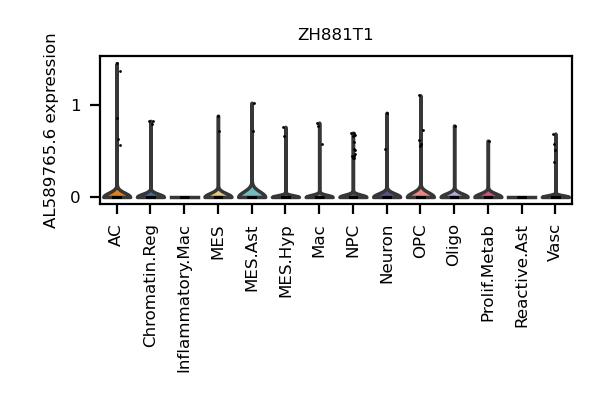 ZH881T1
AL589765.6 expression
1
0
AC
Chromatin.Reg
Inflammatory.Mac
MES
MES.Ast
MES.Hyp
Mac
NPC
Neuron
OPC
Oligo
Prolif.Metab
Reactive.Ast
Vasc